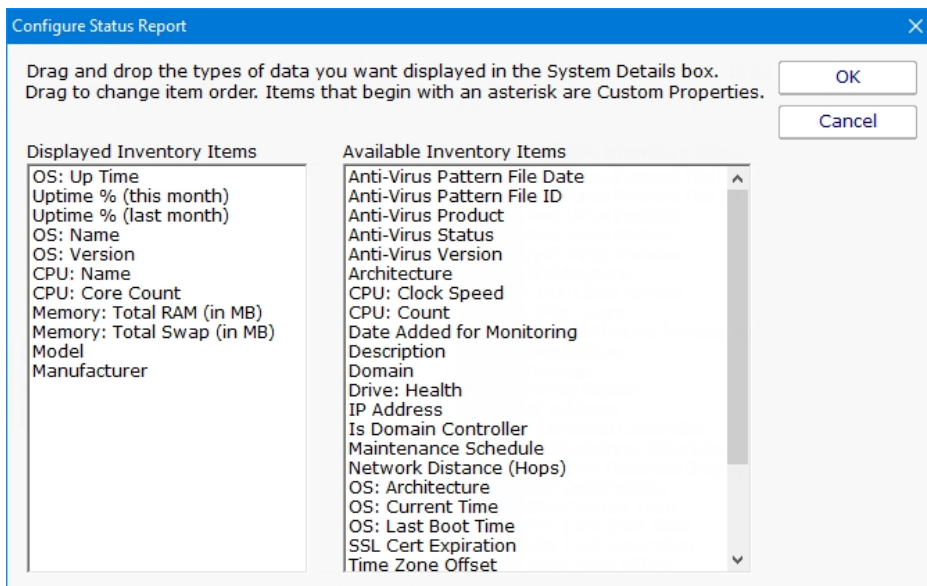 Configure Status Report
Drag and drop the types of data you want displayed in the System Details box.
Drag to change item order. Items that begin with an asterisk are Custom Properties.
OK
Cancel
Displayed Inventory Items
OS: Up Time
Uptime % (this month)
Uptime % (last month)
OS: Name
OS: Version
CPU: Name
CPU: Core Count
Memory: Total RAM (in MB)
Memory: Total Swap (in MB)
Model
Manufacturer
Available Inventory Items
Anti-Virus Pattern File Date
Anti-Virus Pattern File ID
Anti-Virus Product
Anti-Virus Status
Anti-Virus Version
Architecture
CPU: Clock Speed
CPU: Count
Date Added for Monitoring
Description
Domain
Drive: Health
IP Address
Is Domain Controller
Maintenance Schedule
Network Distance (Hops)
OS: Architecture
OS: Current Time
OS: Last Boot Time
SSL Cert Expiration
Time Zone Offset